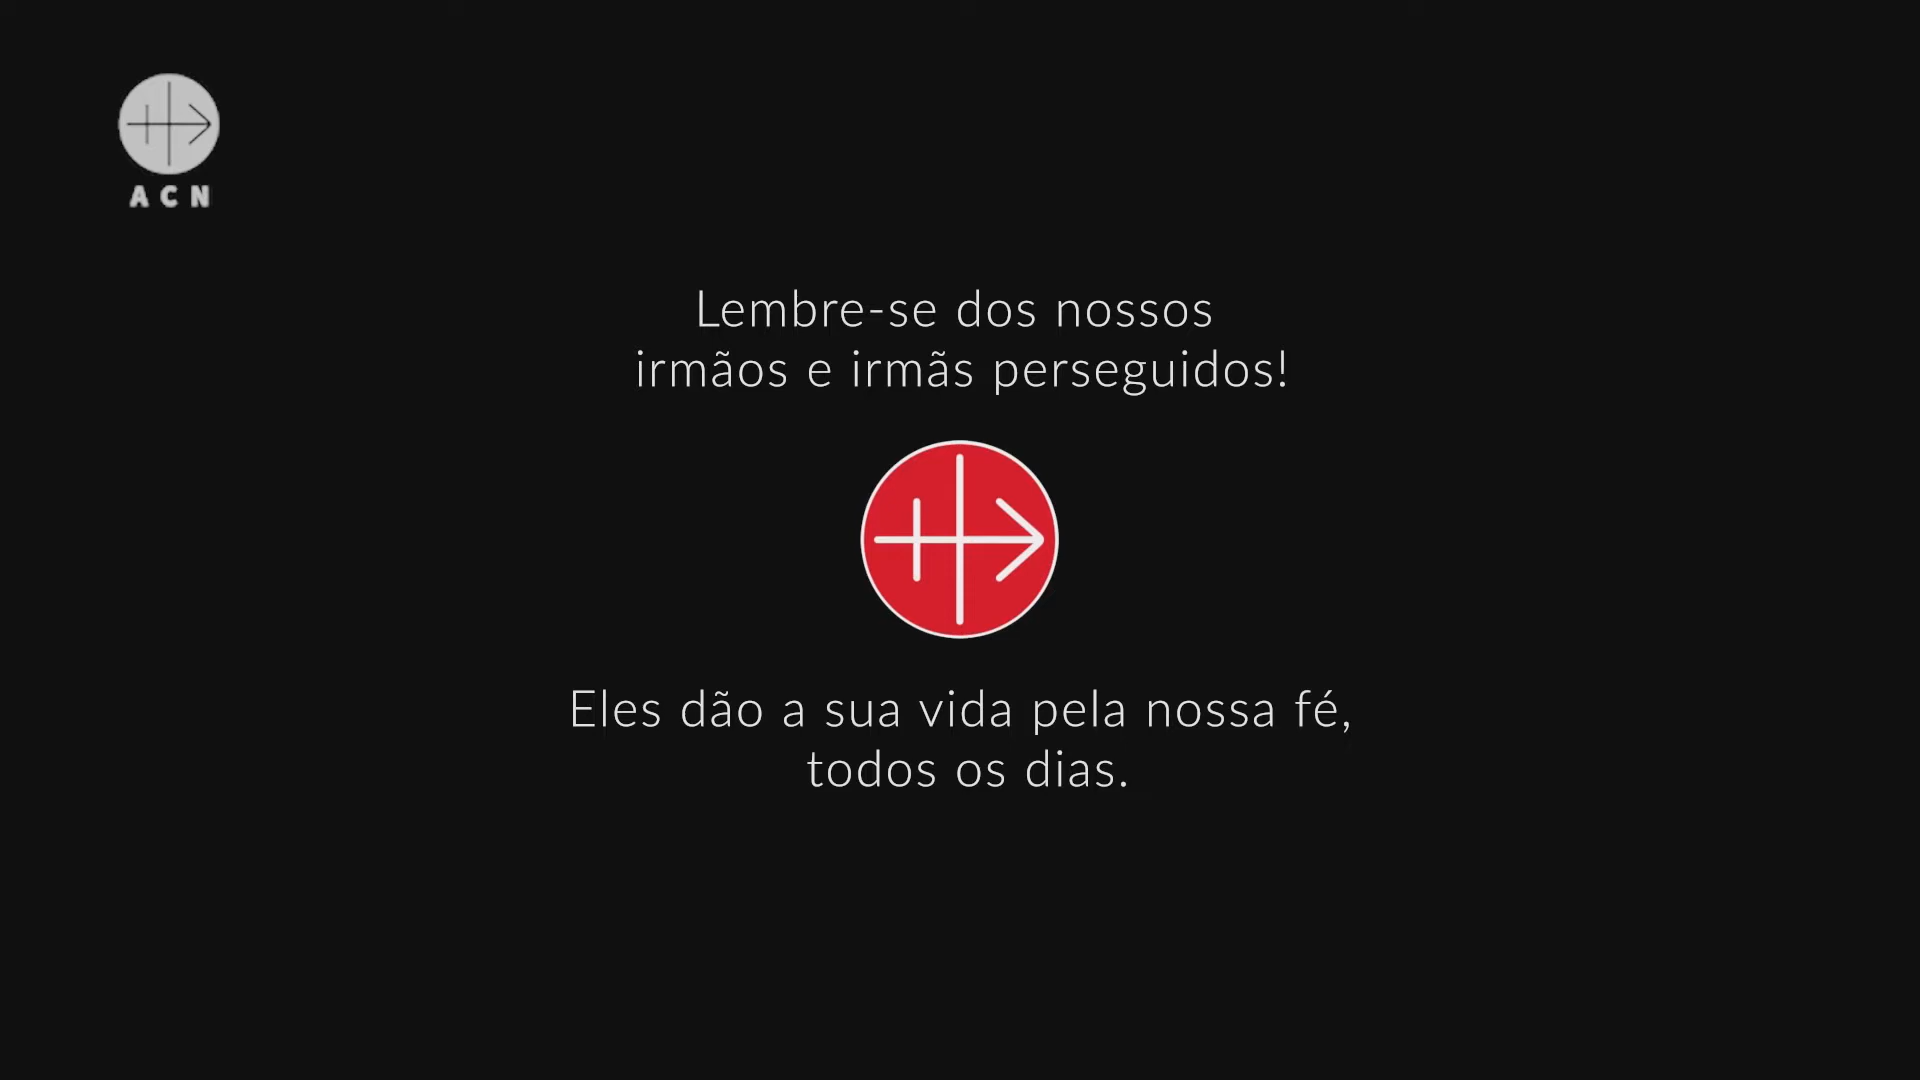 ACN
Lembre-se dos nossos
irmãos e irmãs perseguidos!
Eles dão a sua vida pela nossa fé,
todos os dias.